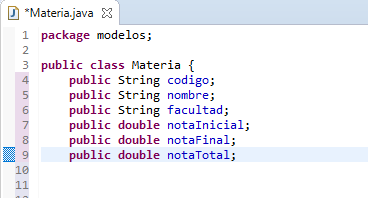 *Materia.java
1 package modelos;
2
3 public class Materia {
4 public String codigo;
5 public String nombre;
6 public String facultad;
7 public double notaInicial;
8 public double notaFinal;
9 public double notaTotal;
10
11
12